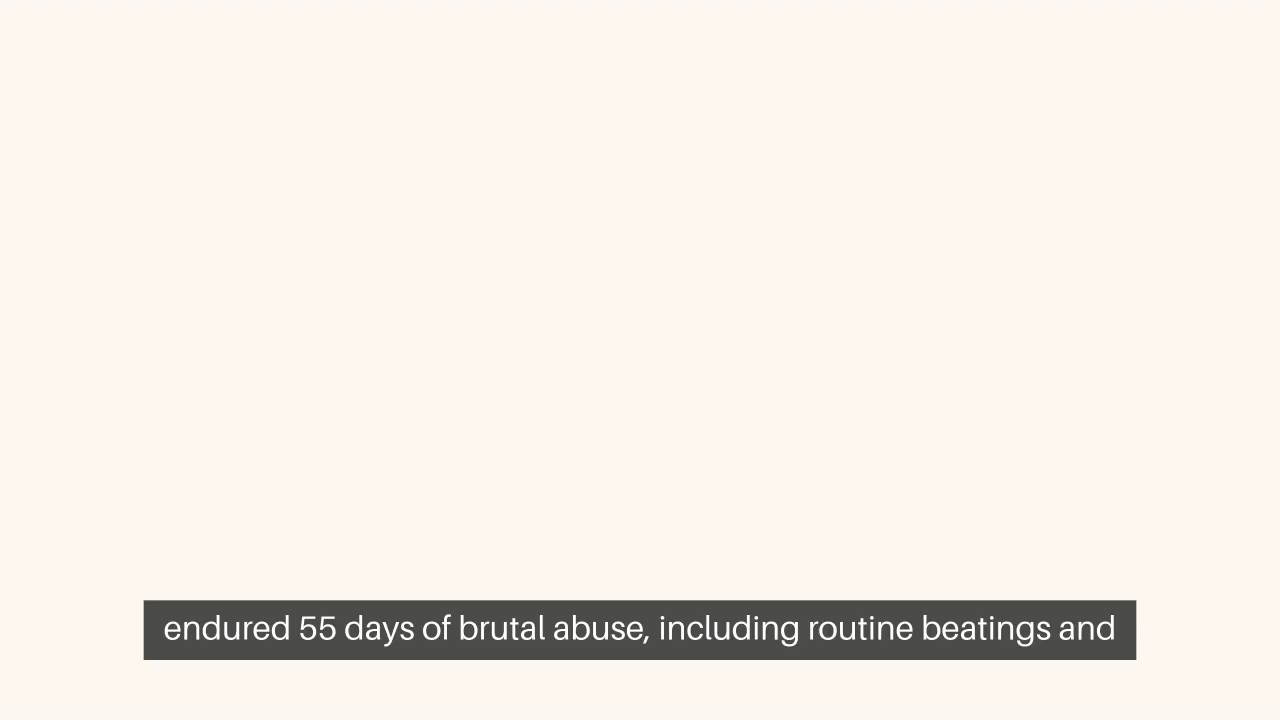 endured 55 days of brutal abuse, including routine beatings and